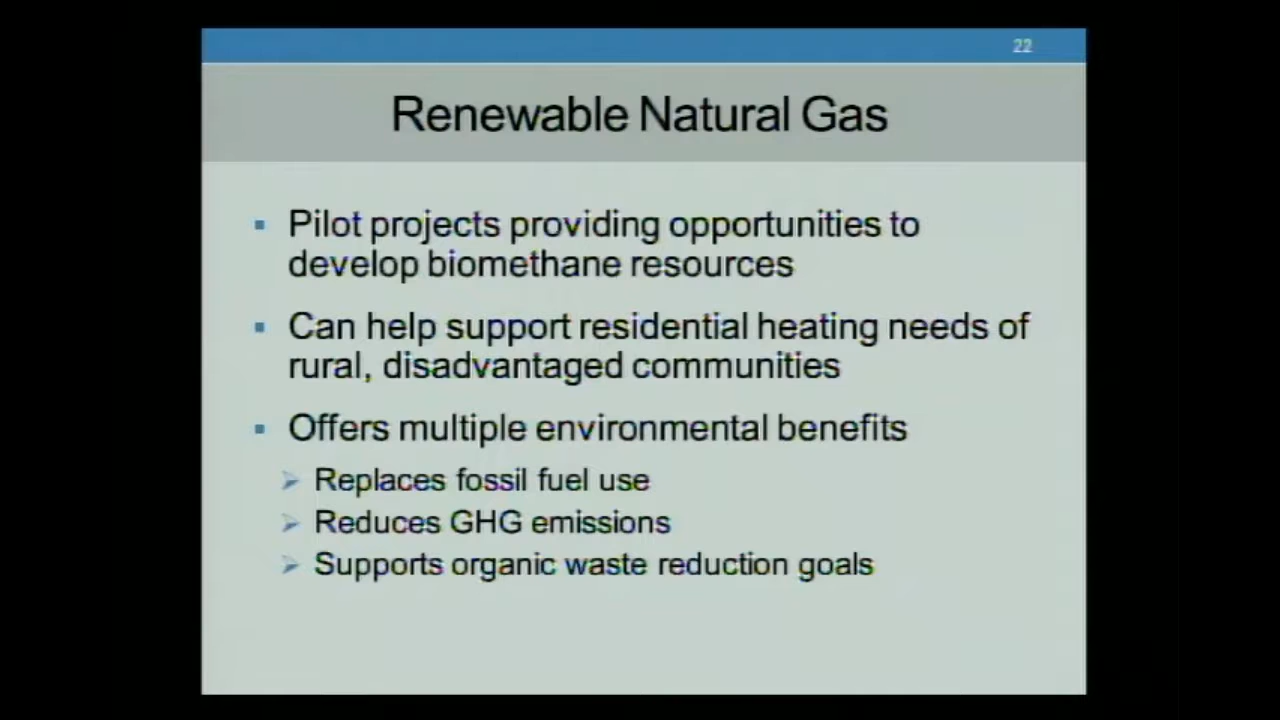 22
Renewable Natural Gas
Pilot projects providing opportunities to
develop biomethane resources
Can help support residential heating needs of
rural, disadvantaged communities
Offers multiple environmental benefits
Replaces fossil fuel use
Reduces GHG emissions
Supports organic waste reduction goals